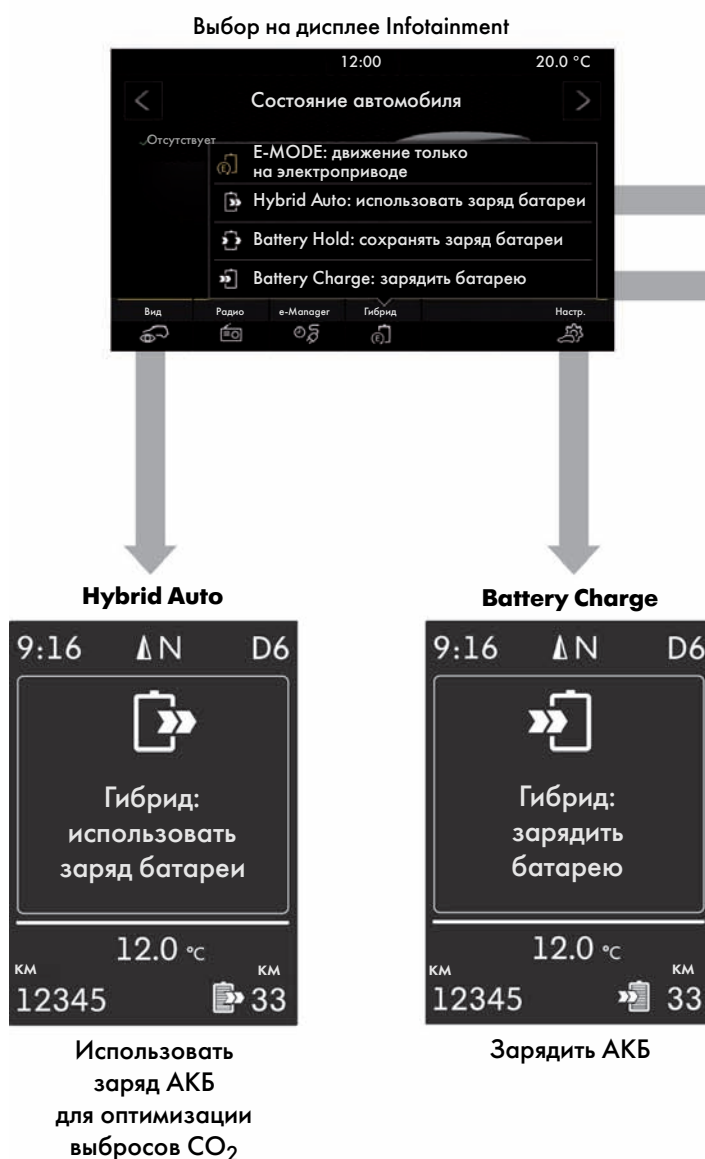 Выбор на дисплее Infotainment
12:00 20.0 °C
Состояние автомобиля
Отсутствует
E-MODE: движение только
на электроприводе
Hybrid Auto: использовать заряд батареи
Battery Hold: сохранять заряд батареи
Battery Charge: зарядить батарею
Вид Радио e-Manager Гибрид Настр.
Hybrid Auto
9:16 N D6
Гибрид:
использовать
заряд батареи
12.0 °C
км км
12345 33
Использовать
заряд АКБ
для оптимизации
выбросов CO2
Battery Charge
9:16 N D6
Гибрид:
зарядить
батарею
12.0 °C
км км
12345 33
Зарядить АКБ